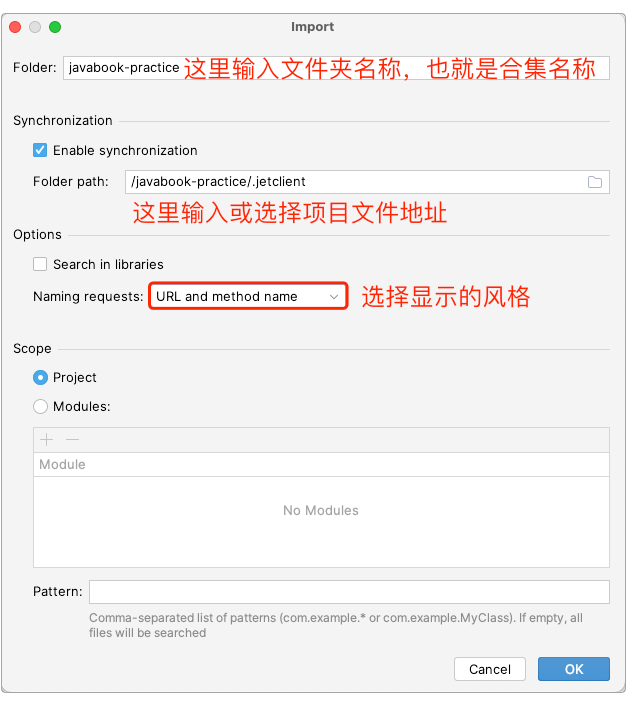 Import
Folder: javabook-practice 这里输入文件夹名称，也就是合集名称
Synchronization
Enable synchronization
Folder path: /javabook-practice/.jetclient
这里输入或选择项目文件地址
Options
Search in libraries
Naming requests: URL and method name 选择显示的风格
Scope
Project
Modules:
Module
No Modules
Pattern:
Comma-separated list of patterns (com.example.* or com.example.MyClass). If empty, all
files will be searched
Cancel OK